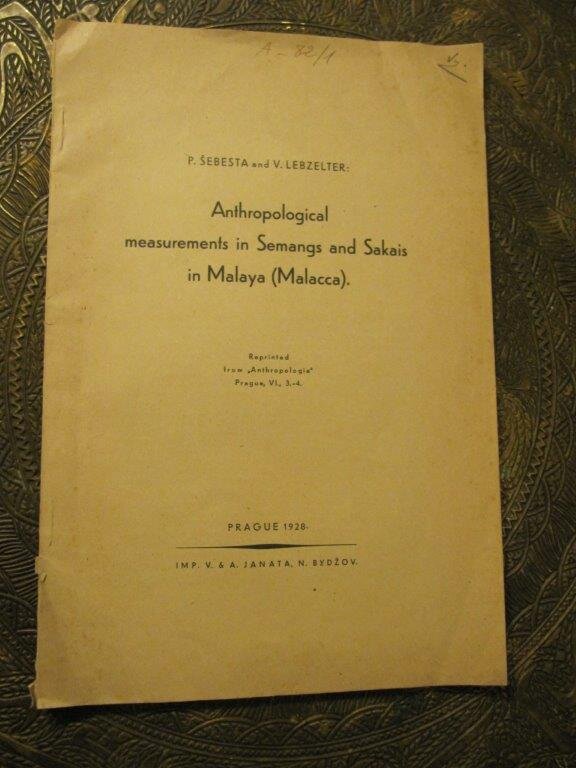 A-82/1
P. ŠEBESTA and V. LEBZELTER:
Anthropological
measurements in Semangs and Sakais
in Malaya (Malacca).
Reprinted
from „Anthropologie"
Prague, VI., 3.-4.
PRAGUE 1928.
IMP. V. & A. JANATA, N. BYDŽOV.